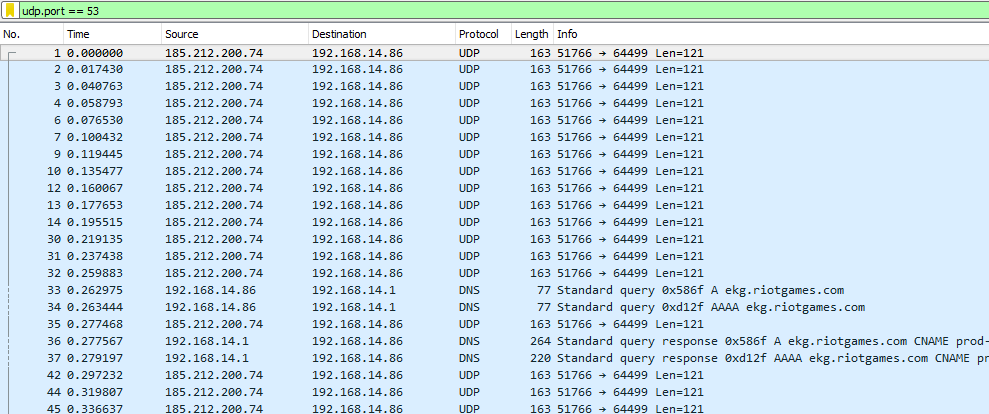 udp.port == 53
No. Time Source Destination Protocol Length Info
1 0.000000 185.212.200.74 192.168.14.86 UDP 163 51766 → 64499 Len=121
2 0.017430 185.212.200.74 192.168.14.86 UDP 163 51766 → 64499 Len=121
3 0.040763 185.212.200.74 192.168.14.86 UDP 163 51766 → 64499 Len=121
4 0.058793 185.212.200.74 192.168.14.86 UDP 163 51766 → 64499 Len=121
6 0.076530 185.212.200.74 192.168.14.86 UDP 163 51766 → 64499 Len=121
7 0.100432 185.212.200.74 192.168.14.86 UDP 163 51766 → 64499 Len=121
9 0.119445 185.212.200.74 192.168.14.86 UDP 163 51766 → 64499 Len=121
10 0.135477 185.212.200.74 192.168.14.86 UDP 163 51766 → 64499 Len=121
12 0.160067 185.212.200.74 192.168.14.86 UDP 163 51766 → 64499 Len=121
13 0.177653 185.212.200.74 192.168.14.86 UDP 163 51766 → 64499 Len=121
14 0.195515 185.212.200.74 192.168.14.86 UDP 163 51766 → 64499 Len=121
30 0.219135 185.212.200.74 192.168.14.86 UDP 163 51766 → 64499 Len=121
31 0.237438 185.212.200.74 192.168.14.86 UDP 163 51766 → 64499 Len=121
32 0.259883 185.212.200.74 192.168.14.86 UDP 163 51766 → 64499 Len=121
33 0.262975 192.168.14.86 192.168.14.1 DNS 77 Standard query 0x586f A ekg.riotgames.com
34 0.263444 192.168.14.86 192.168.14.1 DNS 77 Standard query 0xd12f AAAA ekg.riotgames.com
35 0.277468 185.212.200.74 192.168.14.86 UDP 163 51766 → 64499 Len=121
36 0.277567 192.168.14.1 192.168.14.86 DNS 264 Standard query response 0x586f A ekg.riotgames.com CNAME prod-
37 0.279197 192.168.14.1 192.168.14.86 DNS 220 Standard query response 0xd12f AAAA ekg.riotgames.com CNAME pr
42 0.297232 185.212.200.74 192.168.14.86 UDP 163 51766 → 64499 Len=121
44 0.319807 185.212.200.74 192.168.14.86 UDP 163 51766 → 64499 Len=121
45 0.336637 185.212.200.74 192.168.14.86 UDP 163 51766 → 64499 Len=121